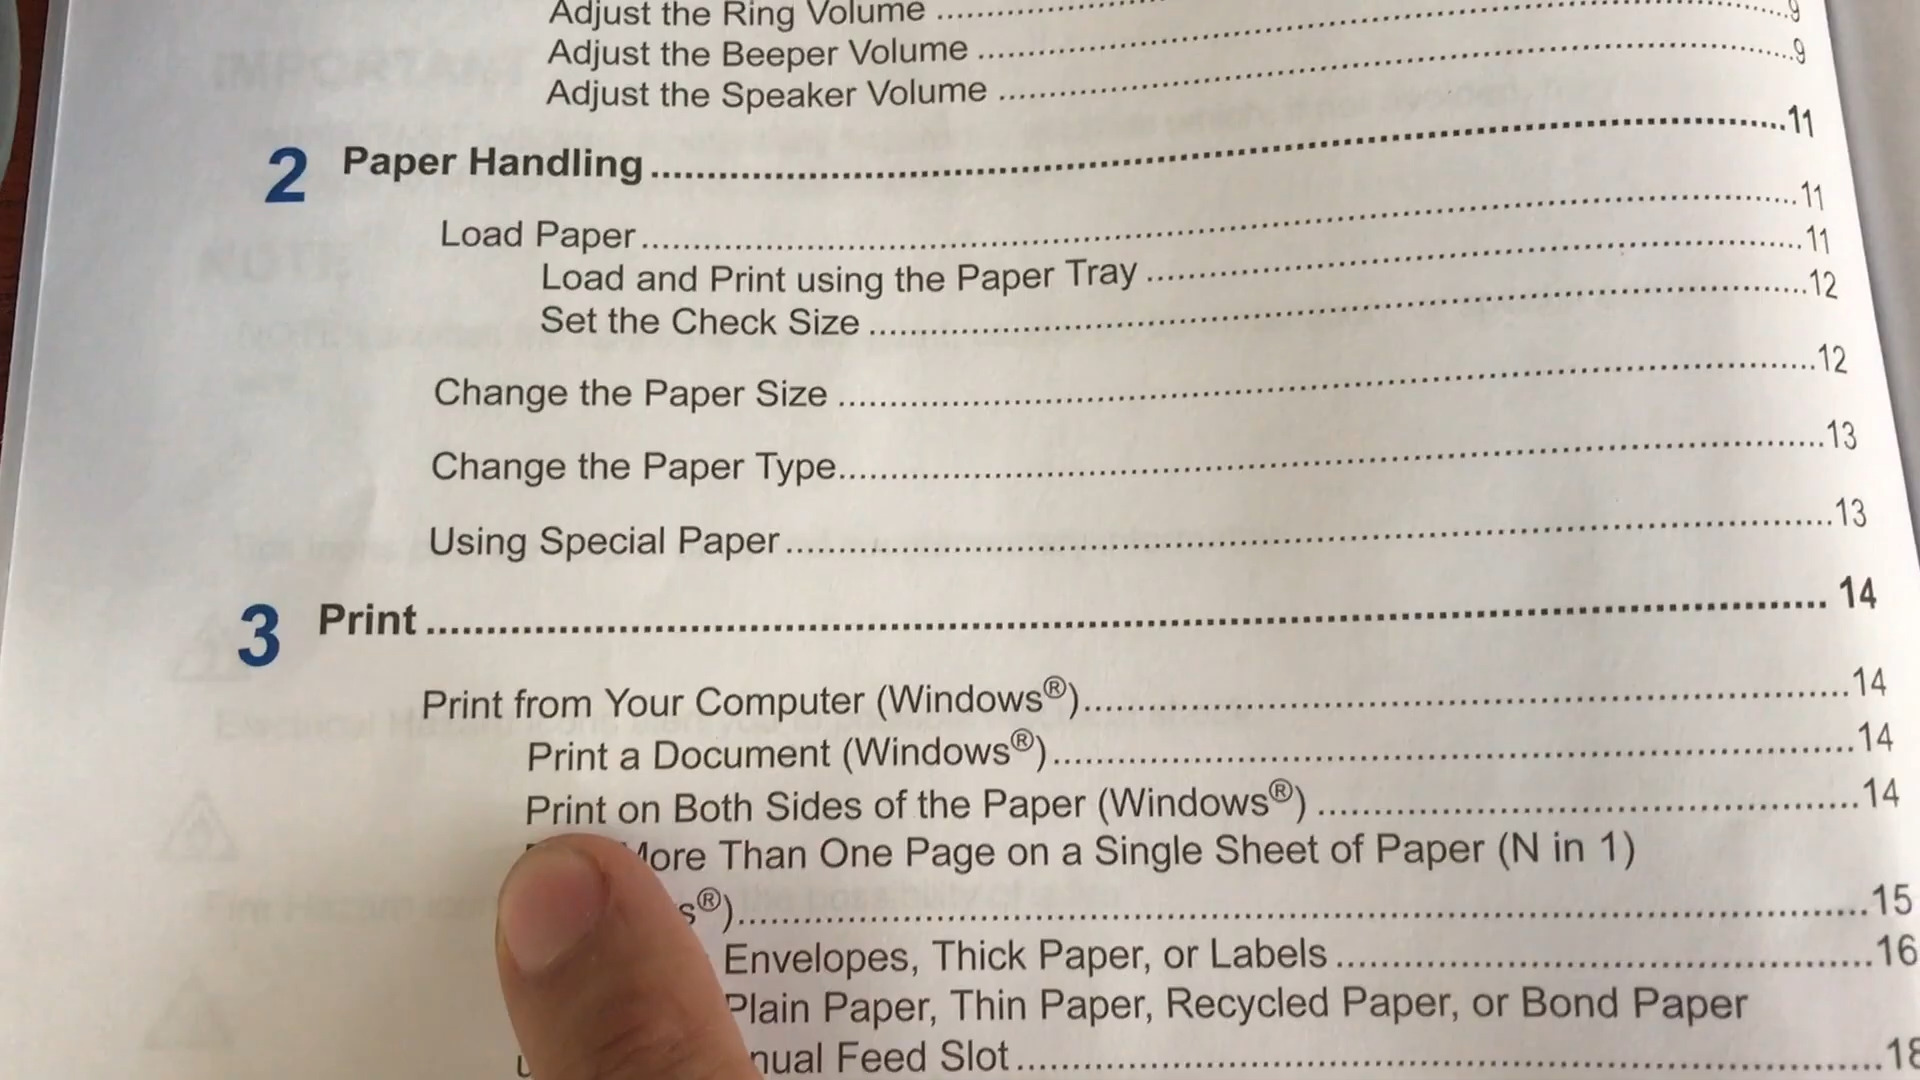 Adjust the Ring Volume ........................
Adjust the Beeper Volume ........................ 9
Adjust the Speaker Volume ........................ 9
2 Paper Handling ........................ 11
Load Paper ........................ 11
Load and Print using the Paper Tray ........................ 11
Set the Check Size ........................ 12
Change the Paper Size ........................ 12
Change the Paper Type ........................ 13
Using Special Paper ........................ 13
3 Print ........................ 14
Print from Your Computer (Windows®) ........................ 14
Print a Document (Windows®) ........................ 14
Print on Both Sides of the Paper (Windows®) ........................ 14
More Than One Page on a Single Sheet of Paper (N in 1)
s®) ........................ 15
Envelopes, Thick Paper, or Labels ........................ 16
Plain Paper, Thin Paper, Recycled Paper, or Bond Paper
nual Feed Slot ........................ 18